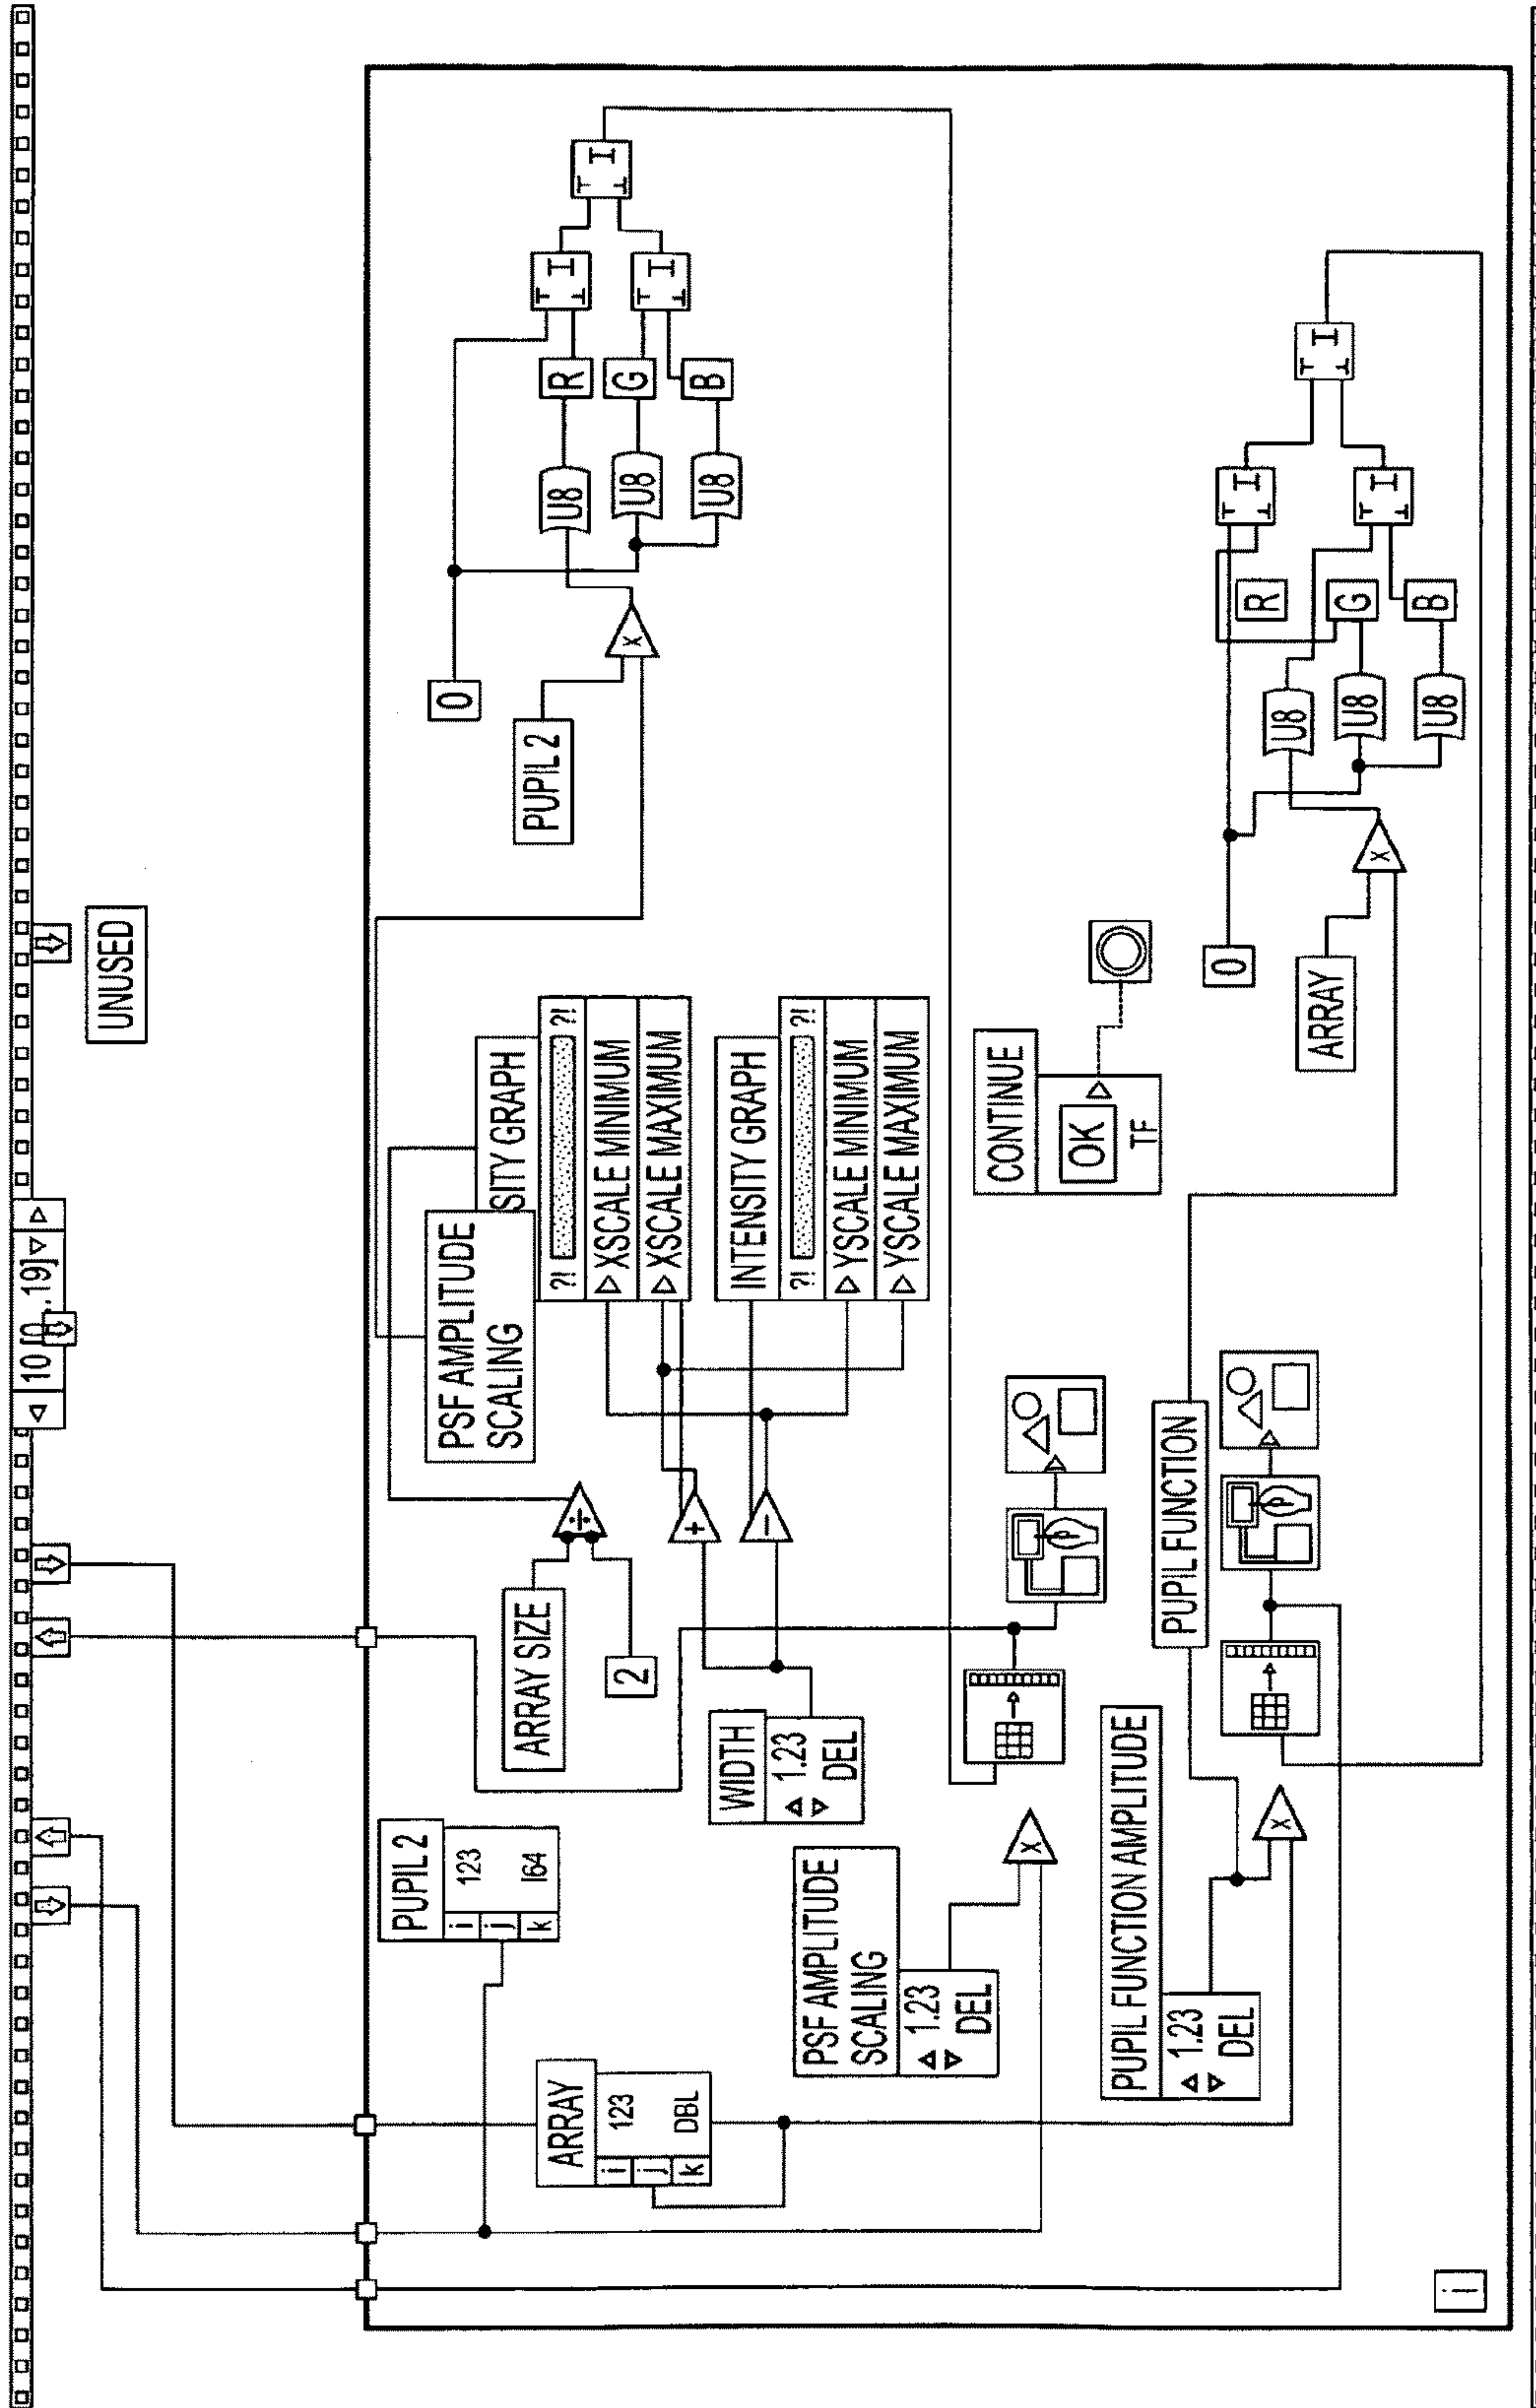 10 [0..19]
UNUSED
0
PUPIL 2
X
U8
U8
U8
R
G
B
T I
T I
T I
PSF AMPLITUDE
SCALING
SITY GRAPH
?! ?!
XSCALE MINIMUM
XSCALE MAXIMUM
INTENSITY GRAPH
?! ?!
YSCALE MINIMUM
YSCALE MAXIMUM
ARRAY SIZE
2
÷
+
−
WIDTH
1.23
DEL
PUPIL 2
i
j
k
123
I64
ARRAY
i
j
k
123
DBL
PSF AMPLITUDE
SCALING
1.23
DEL
X
CONTINUE
OK
TF
PUPIL FUNCTION AMPLITUDE
1.23
DEL
X
PUPIL FUNCTION
0
ARRAY
X
U8
U8
U8
R
G
B
T I
T I
T I
i